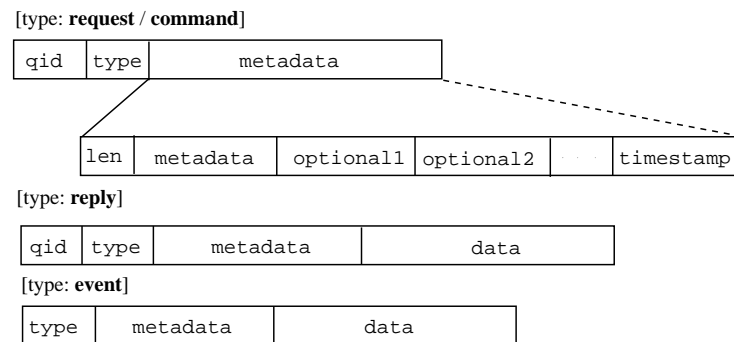 [type: request / command]
qid type metadata
len metadata optional1 optional2 . . . timestamp
[type: reply]
qid type metadata data
[type: event]
type metadata data